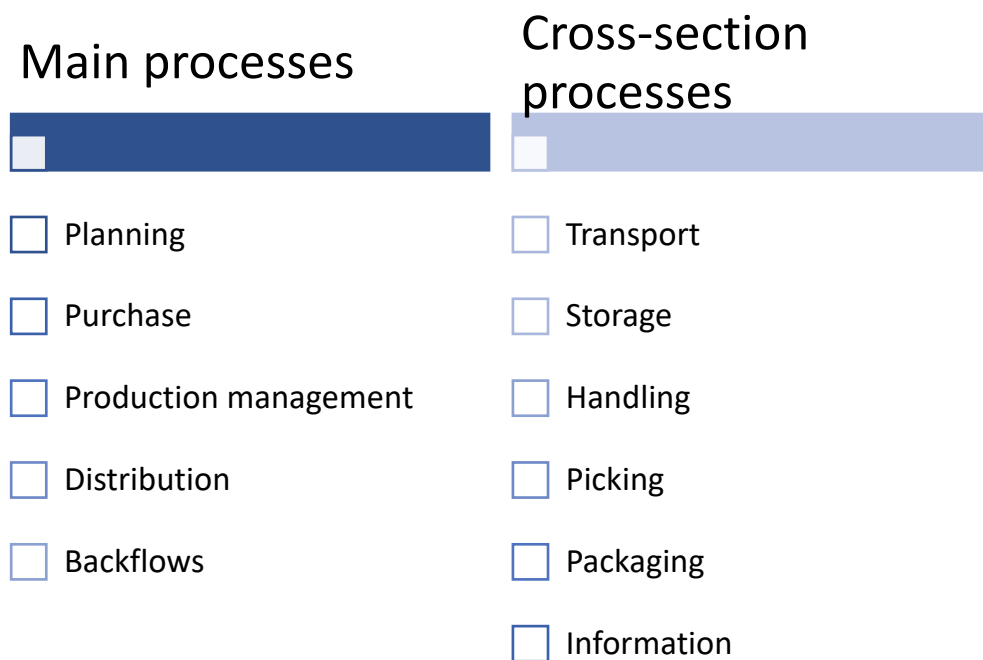 Main processes
Planning
Purchase
Production management
Distribution
Backflows
Cross-section
processes
Transport
Storage
Handling
Picking
Packaging
Information